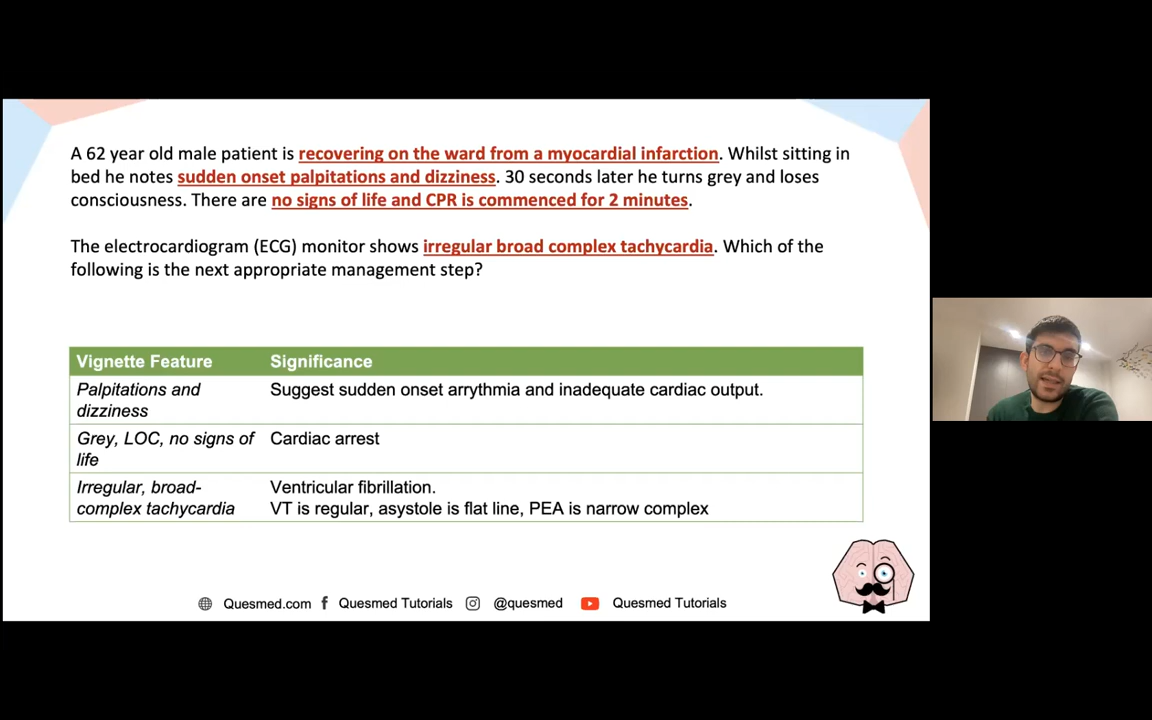 A 62 year old male patient is recovering on the ward from a myocardial infarction. Whilst sitting in
bed he notes sudden onset palpitations and dizziness. 30 seconds later he turns grey and loses
consciousness. There are no signs of life and CPR is commenced for 2 minutes.
The electrocardiogram (ECG) monitor shows irregular broad complex tachycardia. Which of the
following is the next appropriate management step?
Vignette Feature Significance
Palpitations and Suggest sudden onset arrythmia and inadequate cardiac output.
dizziness
Grey, LOC, no signs of Cardiac arrest
life
Irregular, broad- Ventricular fibrillation.
complex tachycardia VT is regular, asystole is flat line, PEA is narrow complex
Quesmed.com f Quesmed Tutorials @quesmed Quesmed Tutorials